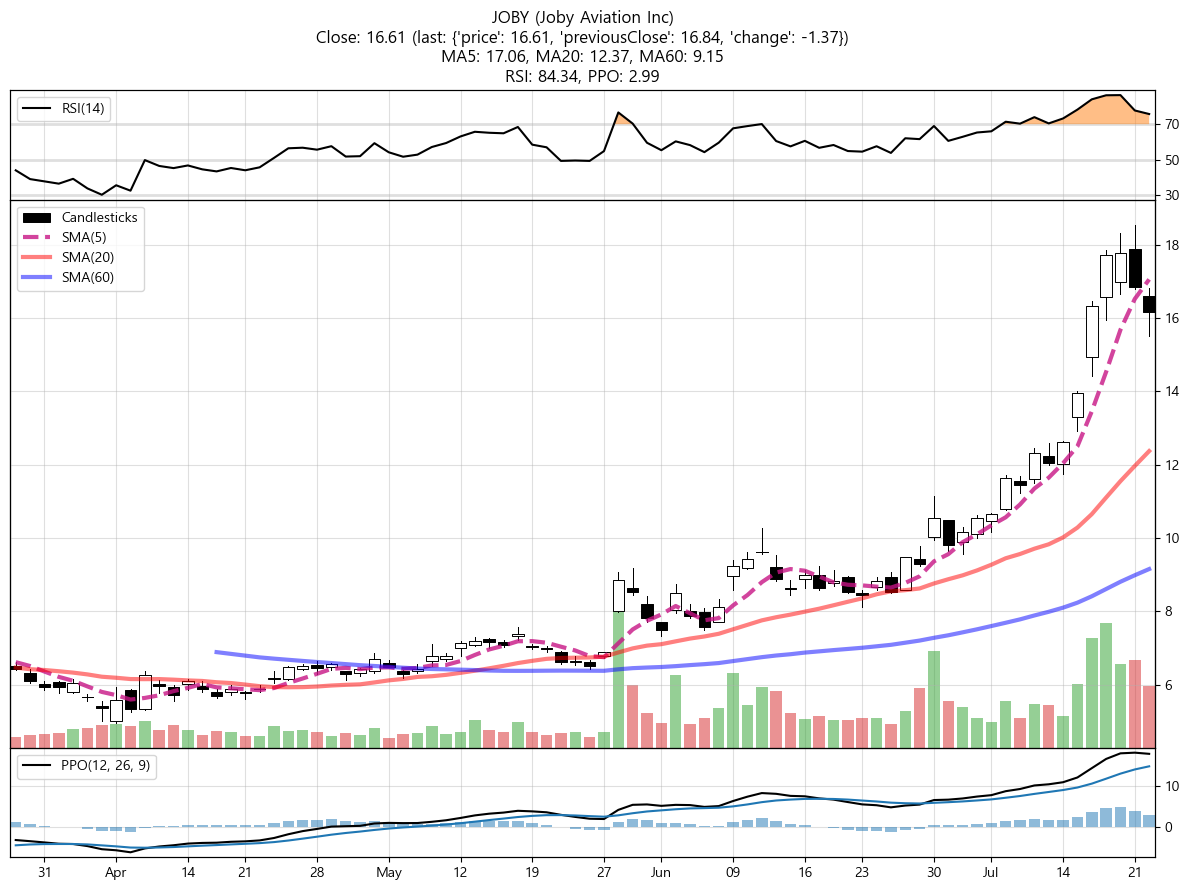 JOBY (Joby Aviation Inc)
Close: 16.61 (last: {'price': 16.61, 'previousClose': 16.84, 'change': -1.37})
MA5: 17.06, MA20: 12.37, MA60: 9.15
RSI: 84.34, PPO: 2.99
RSI(14)
70
50
30
Candlesticks
SMA(5)
SMA(20)
SMA(60)
18
16
14
12
10
8
6
PPO(12, 26, 9)
10
0
31 Apr 14 21 28 May 12 19 27 Jun 09 16 23 30 Jul 14 21